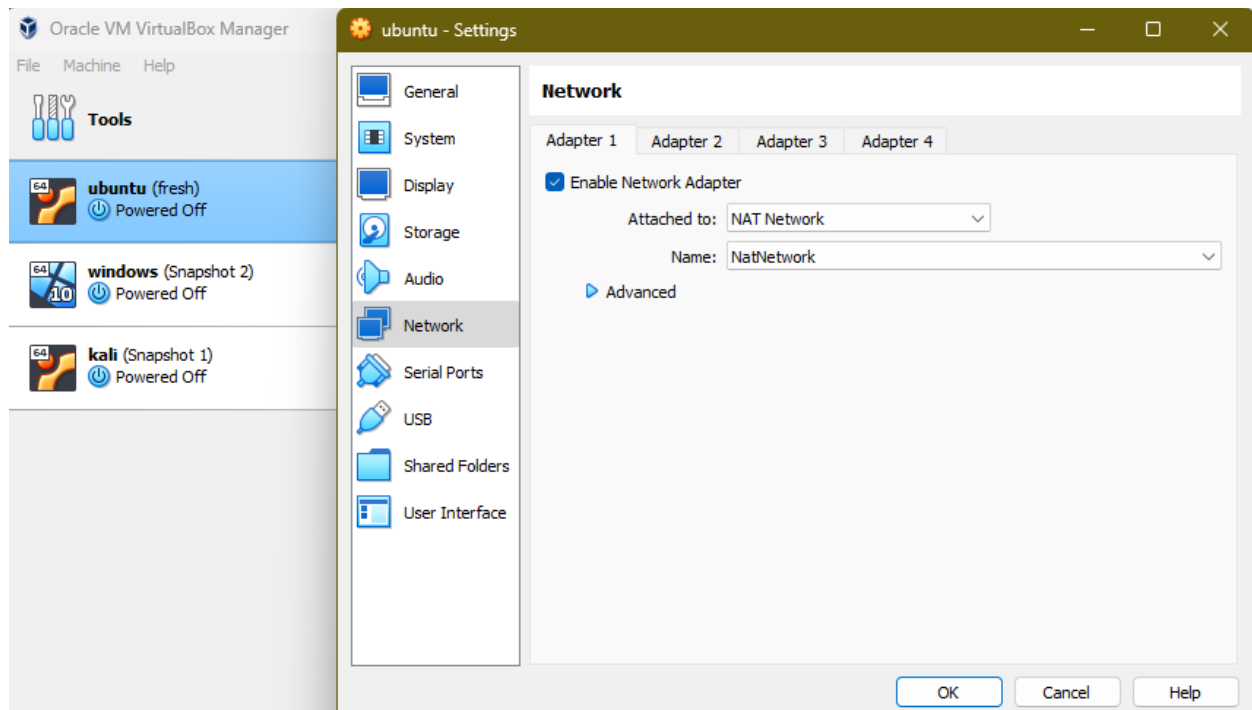 Oracle VM VirtualBox Manager
File Machine Help
Tools
64
ubuntu (fresh)
Powered Off
64
10
windows (Snapshot 2)
Powered Off
64
kali (Snapshot 1)
Powered Off
ubuntu - Settings
General
System
Display
Storage
Audio
Network
Serial Ports
USB
Shared Folders
User Interface
Network
Adapter 1 Adapter 2 Adapter 3 Adapter 4
Enable Network Adapter
Attached to: NAT Network
Name: NatNetwork
Advanced
OK Cancel Help